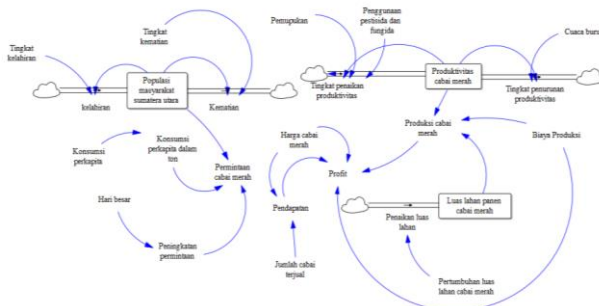 Tingkat
kelahiran
Tingkat
kematian
kelahiran
Populasi
masyarakat
sumatera utara
Kematian
Pemupukan
Penggunaan
pestisida dan
fungida
Cuaca buru
Tingkat penaikan
produktivitas
Produktivitas
cabai merah
Tingkat penurunan
produktivitas
Konsumsi
perkapita
Konsumsi
perkapita dalam
ton
Permintaan
cabai merah
Hari besar
Peningkatan
permintaan
Harga cabai
merah
Profit
Pendapatan
Jumlah cabai
terjual
Produksi cabai
merah
Biaya Produksi
Penaikan luas
lahan
Luas lahan panen
cabai merah
Pertumbuhan luas
lahan cabai merah